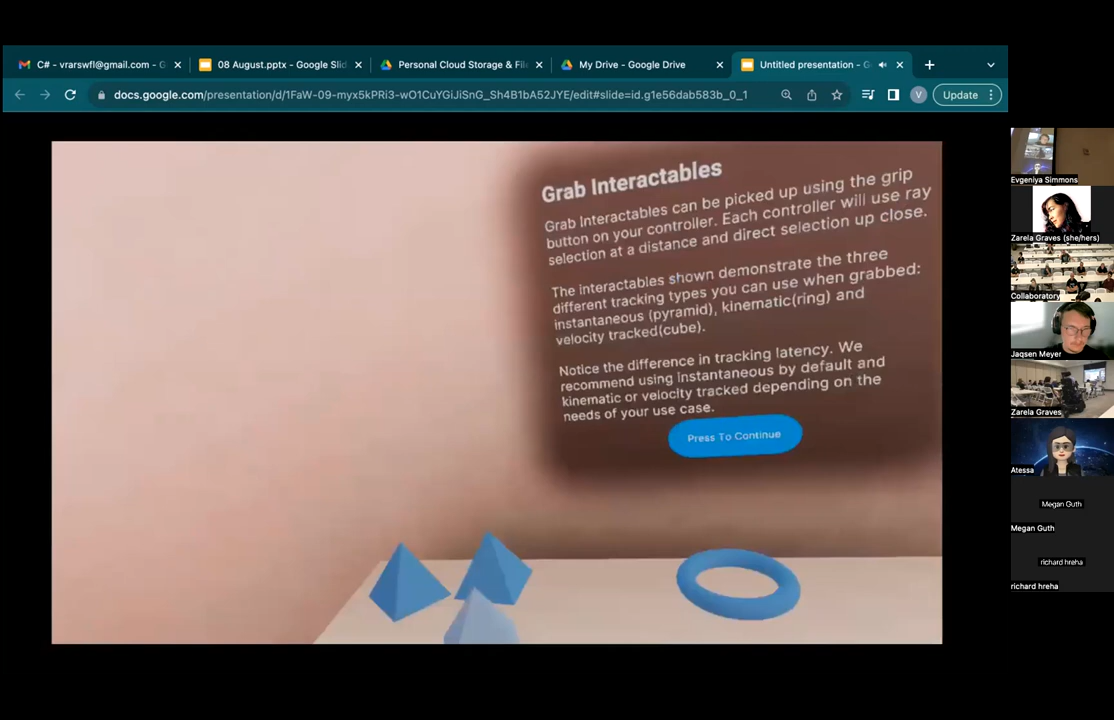 C# - vrarswfl@gmail.com - G
08 August.pptx - Google Slid
Personal Cloud Storage & Fil
My Drive - Google Drive
Untitled presentation - G
docs.google.com/presentation/d/1FaW-09-myx5kPRi3-wO1CuYGiJiSnG_Sh4B1bA52JYE/edit#slide=id.g1e56dab583b_0_1
V
Update
Grab Interactables
Grab Interactables can be picked up using the grip
button on your controller. Each controller will use ray
selection at a distance and direct selection up close.
The interactables shown demonstrate the three
different tracking types you can use when grabbed:
instantaneous (pyramid), kinematic(ring) and
velocity tracked(cube).
Notice the difference in tracking latency. We
recommend using instantaneous by default and
kinematic or velocity tracked depending on the
needs of your use case.
Press To Continue
Evgeniya Simmons
Zarela Graves (she/hers)
Collaboratory
Jaqsen Meyer
Zarela Graves
Atessa
Megan Guth
Megan Guth
richard hreha
richard hreha